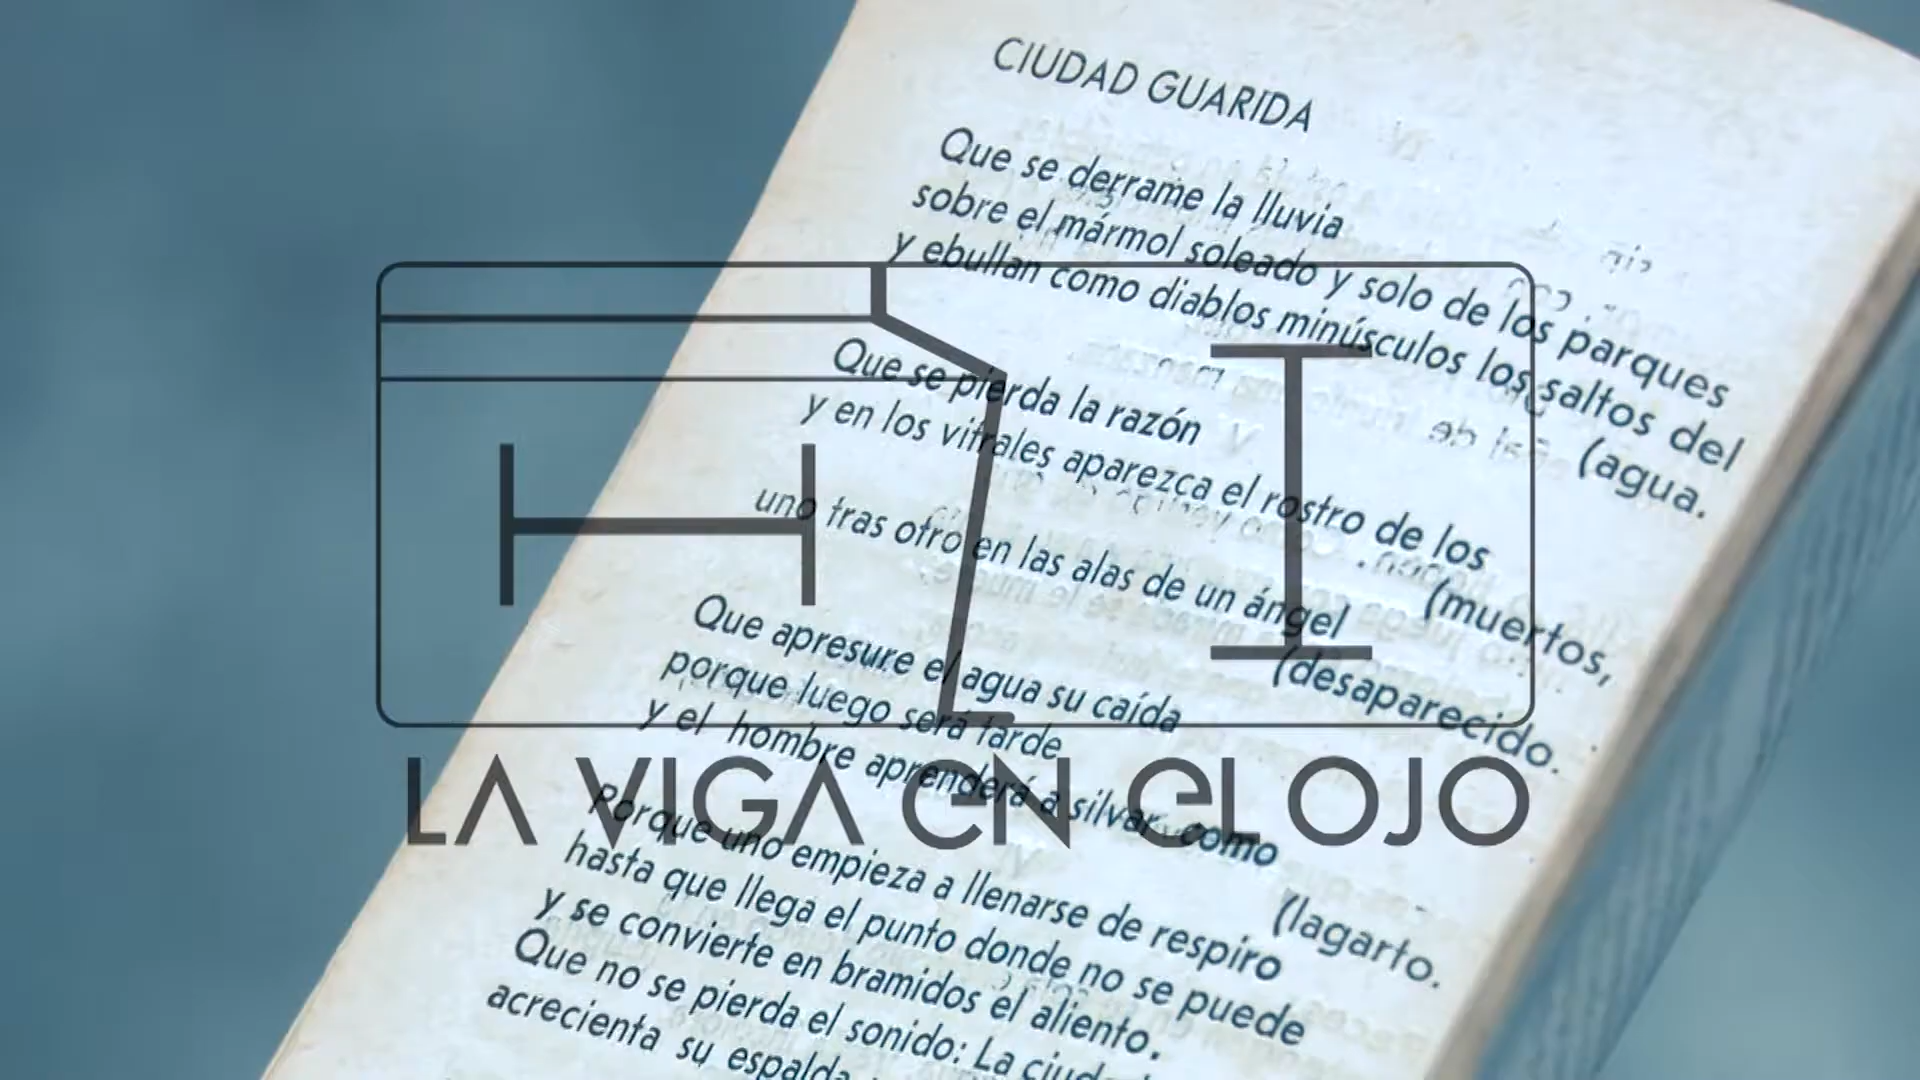 CIUDAD GUARIDA
Que se derrame la lluvia
sobre el mármol soleado y solo de los parques
y ebullan como diablos minúsculos los saltos del
(agua.
Que se pierda la razón
y en los vitrales aparezca el rostro de los
(muertos,
uno tras otro en las alas de un ángel
(desaparecido.
Que apresure el agua su caída
porque luego será tarde
y el hombre aprenderá a silvar como
(lagarto.
Porque uno empieza a llenarse de respiro
hasta que llega el punto donde no se puede
y se convierte en bramidos el aliento.
Que no se pierda el sonido: La
acrecienta su
LA VIGA EN EL OJO